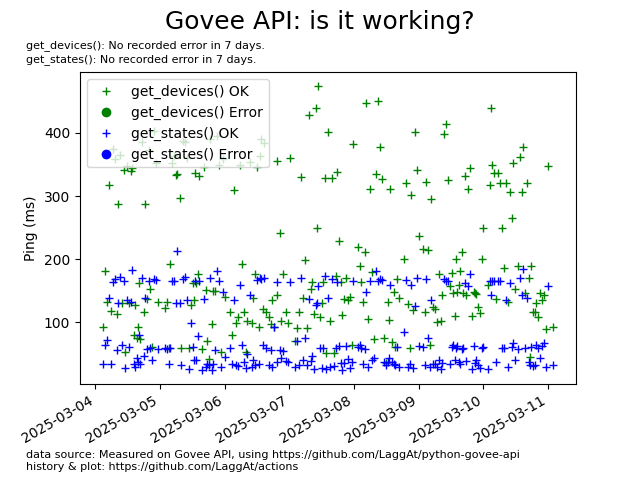 Govee API: is it working?
get_devices(): No recorded error in 7 days.
get_states(): No recorded error in 7 days.
get_devices() OK
get_devices() Error
get_states() OK
get_states() Error
Ping (ms)
400
300
200
100
2025-03-04
2025-03-05
2025-03-06
2025-03-07
2025-03-08
2025-03-09
2025-03-10
2025-03-11
data source: Measured on Govee API, using https://github.com/LaggAt/python-govee-api
history & plot: https://github.com/LaggAt/actions